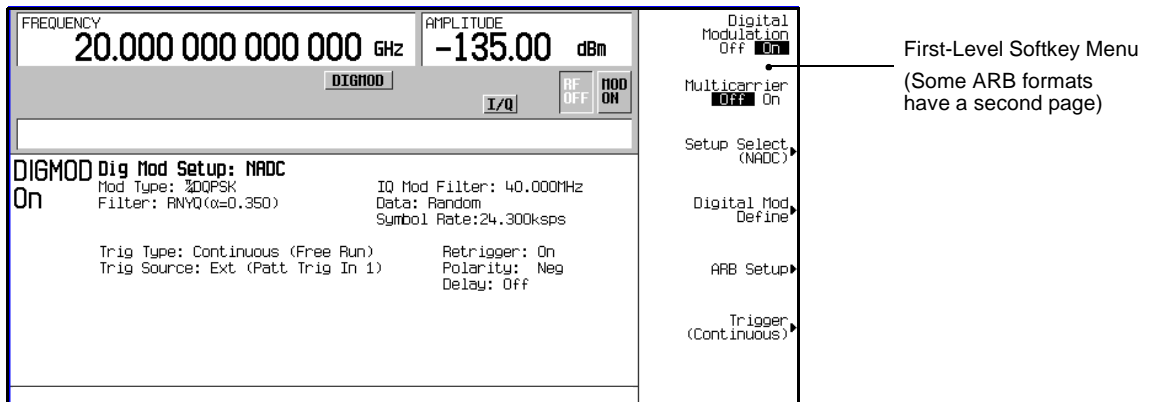 FREQUENCY
20.000 000 000 000 GHz
AMPLITUDE
-135.00 dBm
DIGMOD
I/Q
RF OFF
MOD ON
DIGMOD On
Dig Mod Setup: NADC
Mod Type: π/4DQPSK
Filter: RNYQ(α=0.350)
IQ Mod Filter: 40.000MHz
Data: Random
Symbol Rate:24.300ksps
Trig Type: Continuous (Free Run)
Trig Source: Ext (Patt Trig In 1)
Retrigger: On
Polarity: Neg
Delay: Off
Digital
Modulation
Off On
Multicarrier
Off On
Setup Select
(NADC)
Digital Mod
Define
ARB Setup
Trigger
(Continuous)
First-Level Softkey Menu
(Some ARB formats
have a second page)